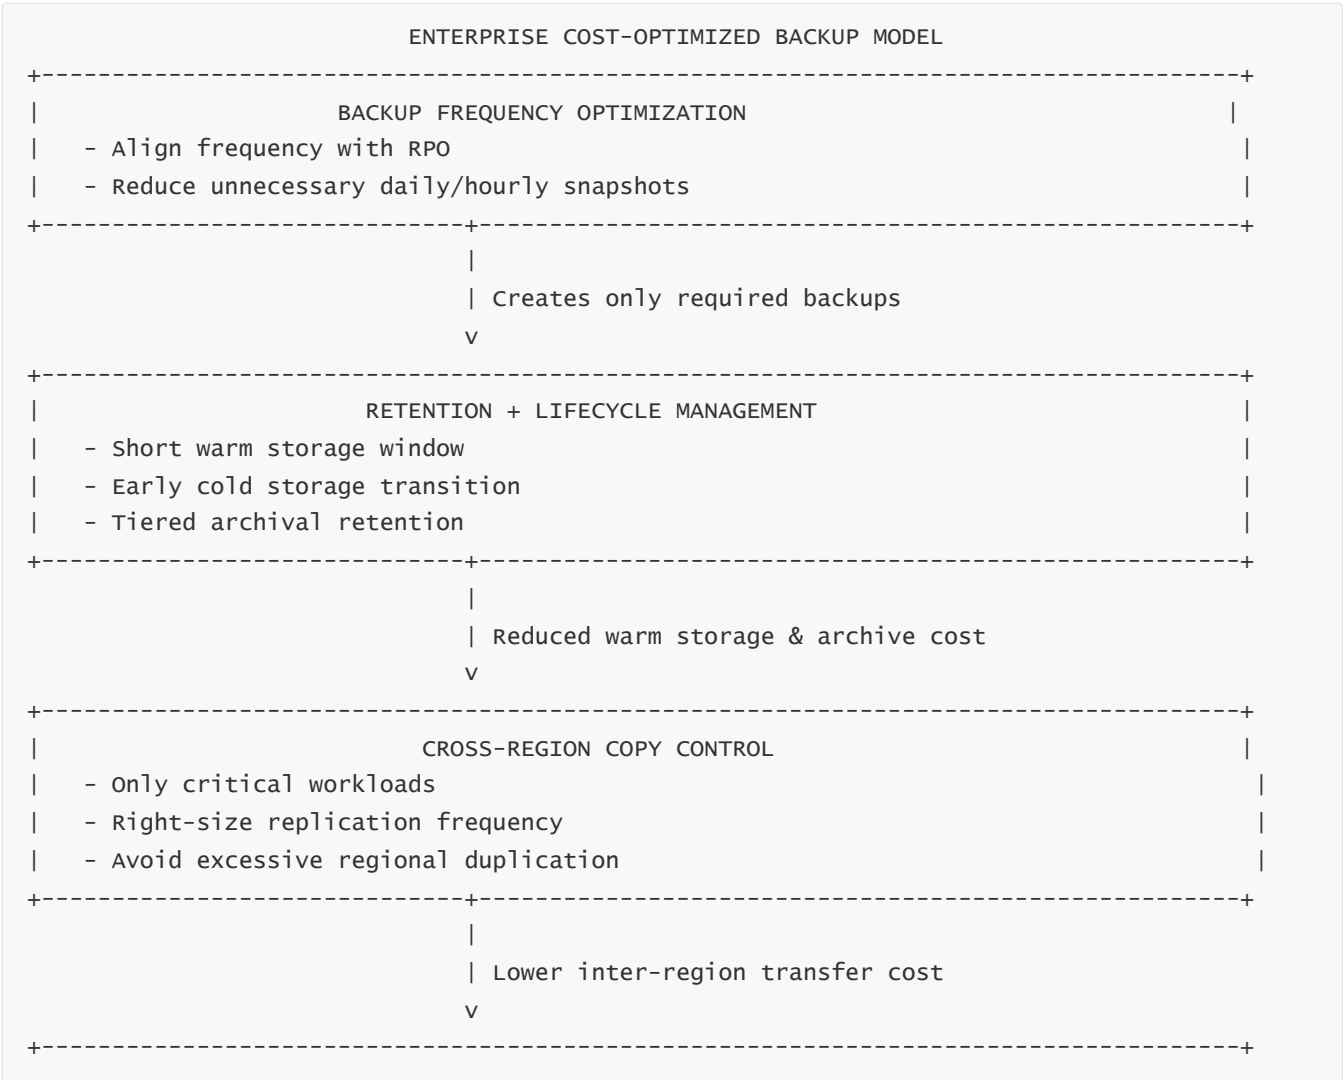 ENTERPRISE COST-OPTIMIZED BACKUP MODEL
+-------------------------------------------------------------------------------------+
|                     BACKUP FREQUENCY OPTIMIZATION                                  |
|   - Align frequency with RPO                                                        |
|   - Reduce unnecessary daily/hourly snapshots                                       |
+------------------------------+------------------------------------------------------+
                               |
                               | Creates only required backups
                               v
+-------------------------------------------------------------------------------------+
|                       RETENTION + LIFECYCLE MANAGEMENT                              |
|   - Short warm storage window                                                       |
|   - Early cold storage transition                                                   |
|   - Tiered archival retention                                                       |
+------------------------------+------------------------------------------------------+
                               |
                               | Reduced warm storage & archive cost
                               v
+-------------------------------------------------------------------------------------+
|                           CROSS-REGION COPY CONTROL                                 |
|   - Only critical workloads                                                          |
|   - Right-size replication frequency                                                 |
|   - Avoid excessive regional duplication                                             |
+------------------------------+------------------------------------------------------+
                               |
                               | Lower inter-region transfer cost
                               v
+-------------------------------------------------------------------------------------+